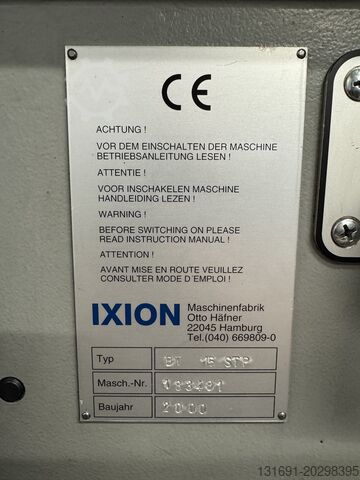 CE
ACHTUNG !
VOR DEM EINSCHALTEN DER MASCHINE
BETRIEBSANLEITUNG LESEN !
ATTENTIE !
VOOR INSCHAKELEN MASCHINE
HANDLEIDING LEZEN !
WARNING !
BEFORE SWITCHING ON PLEASE
READ INSTRUCTION MANUAL !
ATTENTION !
AVANT MISE EN ROUTE VEUILLEZ
CONSULTER MODE D'EMPLOI !
IXION Maschinenfabrik
Otto Häfner
22045 Hamburg
Tel.(040) 669809-0
Typ BT 15 STP
Masch.-Nr.
Baujahr 2000
131691-20298395